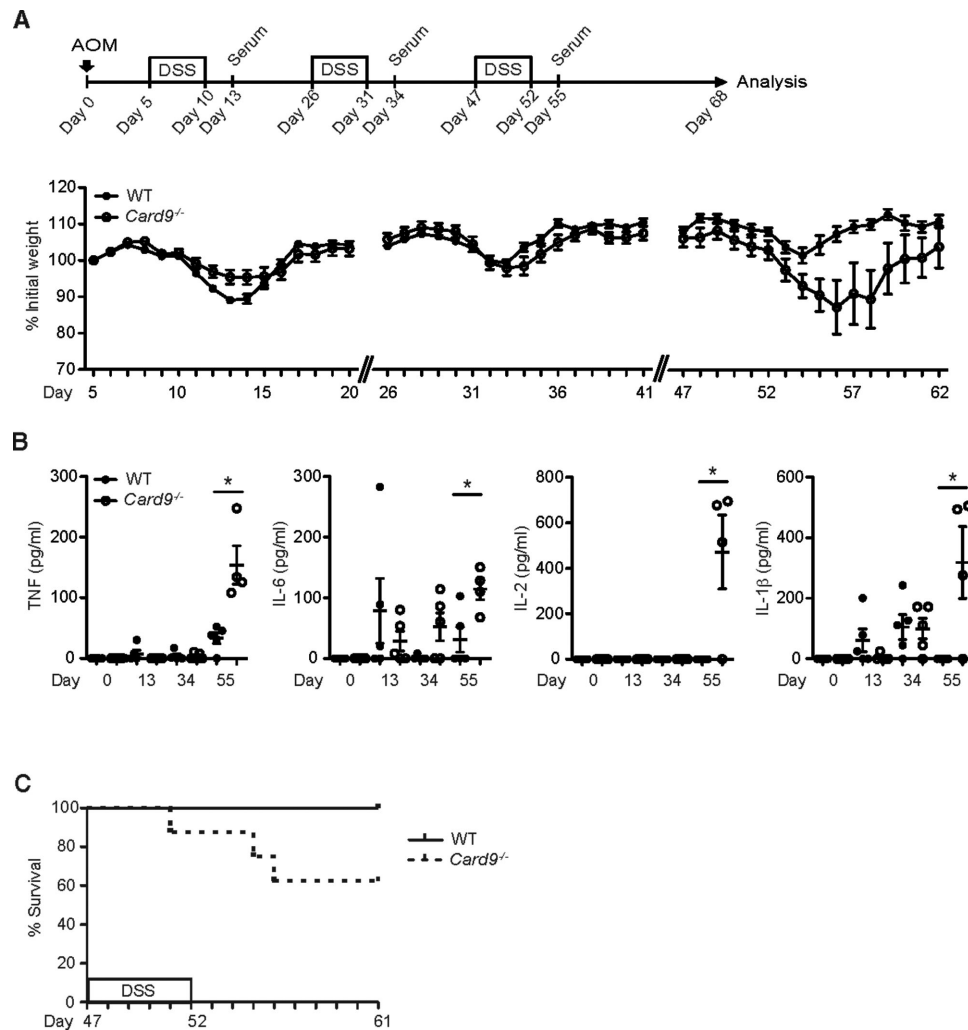 A
AOM
DSS
Serum
DSS
Serum
DSS
Serum
Analysis
Day 0
Day 5
Day 10
Day 13
Day 26
Day 31
Day 34
Day 47
Day 52
Day 55
Day 68
% Initial weight
120
110
100
90
80
70
WT
Card9-/-
Day 5 10 15 20 26 31 36 41 47 52 57 62
B
TNF (pg/ml)
300
200
100
0
WT
Card9-/-
*
Day 0 13 34 55
IL-6 (pg/ml)
300
200
100
0
*
Day 0 13 34 55
IL-2 (pg/ml)
800
600
400
200
0
*
Day 0 13 34 55
IL-1β (pg/ml)
600
400
200
0
*
Day 0 13 34 55
C
% Survival
100
80
60
40
20
0
DSS
Day 47 52 61
WT
Card9-/-